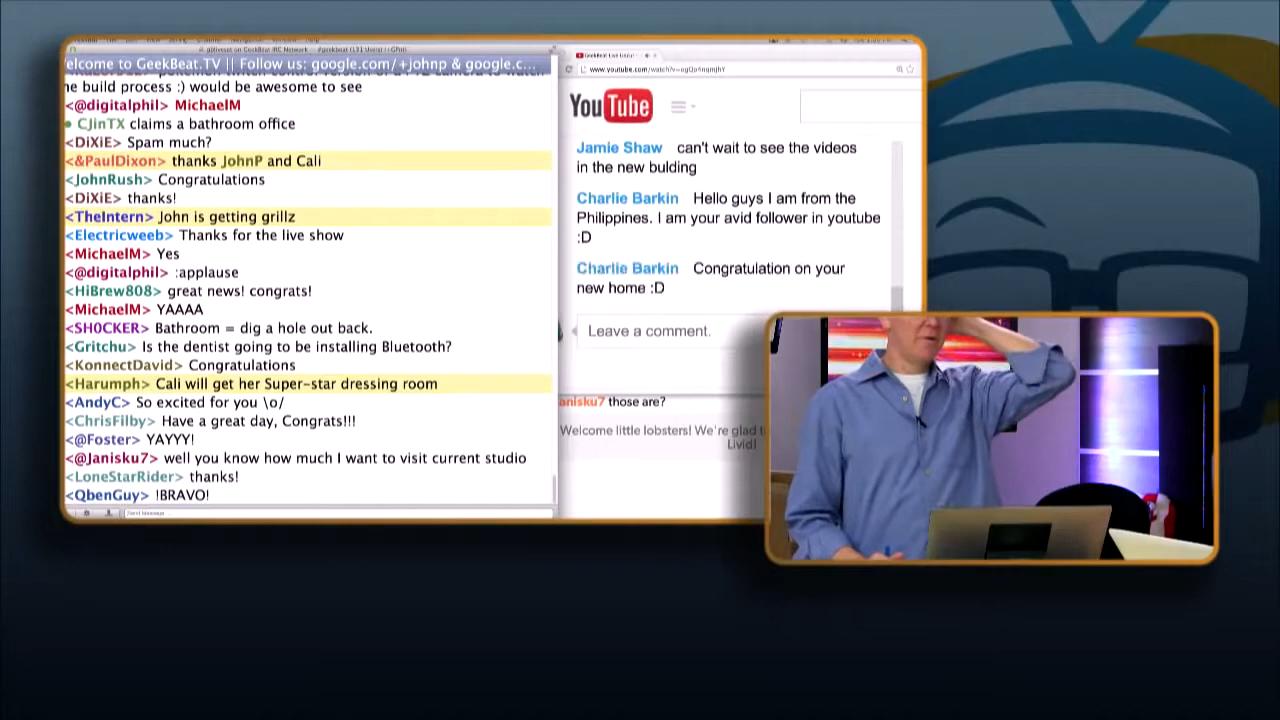 elcome to GeekBeat.TV || Follow us: google.com/+johnp & google.c...
he build process :) would be awesome to see
<@digitalphil> MichaelM
• CJinTX claims a bathroom office
<DiXiE> Spam much?
<&PaulDixon> thanks JohnP and Cali
<JohnRush> Congratulations
<DiXiE> thanks!
<TheIntern> John is getting grillz
<Electricweeb> Thanks for the live show
<MichaelM> Yes
<@digitalphil> :applause
<HiBrew808> great news! congrats!
<MichaelM> YAAAA
<SH0CKER> Bathroom = dig a hole out back.
<Gritchu> Is the dentist going to be installing Bluetooth?
<KonnectDavid> Congratulations
<Harumph> Cali will get her Super-star dressing room
<AndyC> So excited for you \o/
<ChrisFilby> Have a great day, Congrats!!!
<@Foster> YAYYY!
<@Janisku7> well you know how much I want to visit current studio
<LoneStarRider> thanks!
<QbenGuy> !BRAVO!
YouTube
Jamie Shaw can't wait to see the videos
in the new bulding
Charlie Barkin Hello guys I am from the
Philippines. I am your avid follower in youtube
:D
Charlie Barkin Congratulation on your
new home :D
Leave a comment.
anisku7 those are?
Welcome little lobsters! We're glad
Livid!